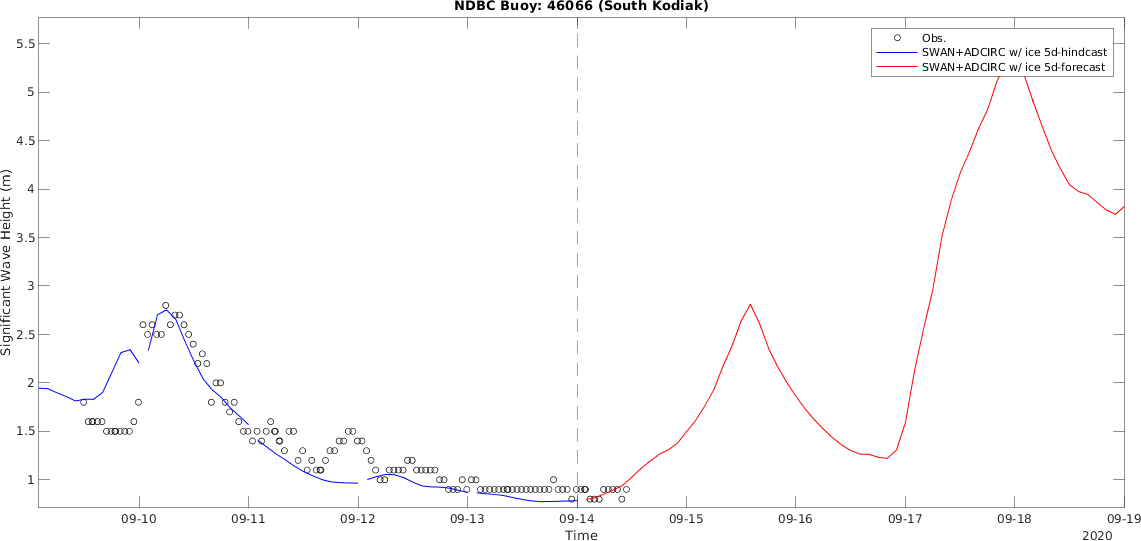 NDBC Buoy: 46066 (South Kodiak)
Obs.
SWAN+ADCIRC w/ ice 5d-hindcast
SWAN+ADCIRC w/ ice 5d-forecast
Significant Wave Height (m)
5.5
5
4.5
4
3.5
3
2.5
2
1.5
1
09-10 09-11 09-12 09-13 09-14 09-15 09-16 09-17 09-18 09-19
Time
2020